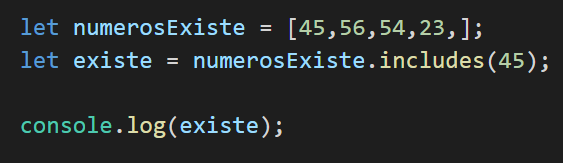 let numerosExiste = [45,56,54,23,];
let existe = numerosExiste.includes(45);
console.log(existe);